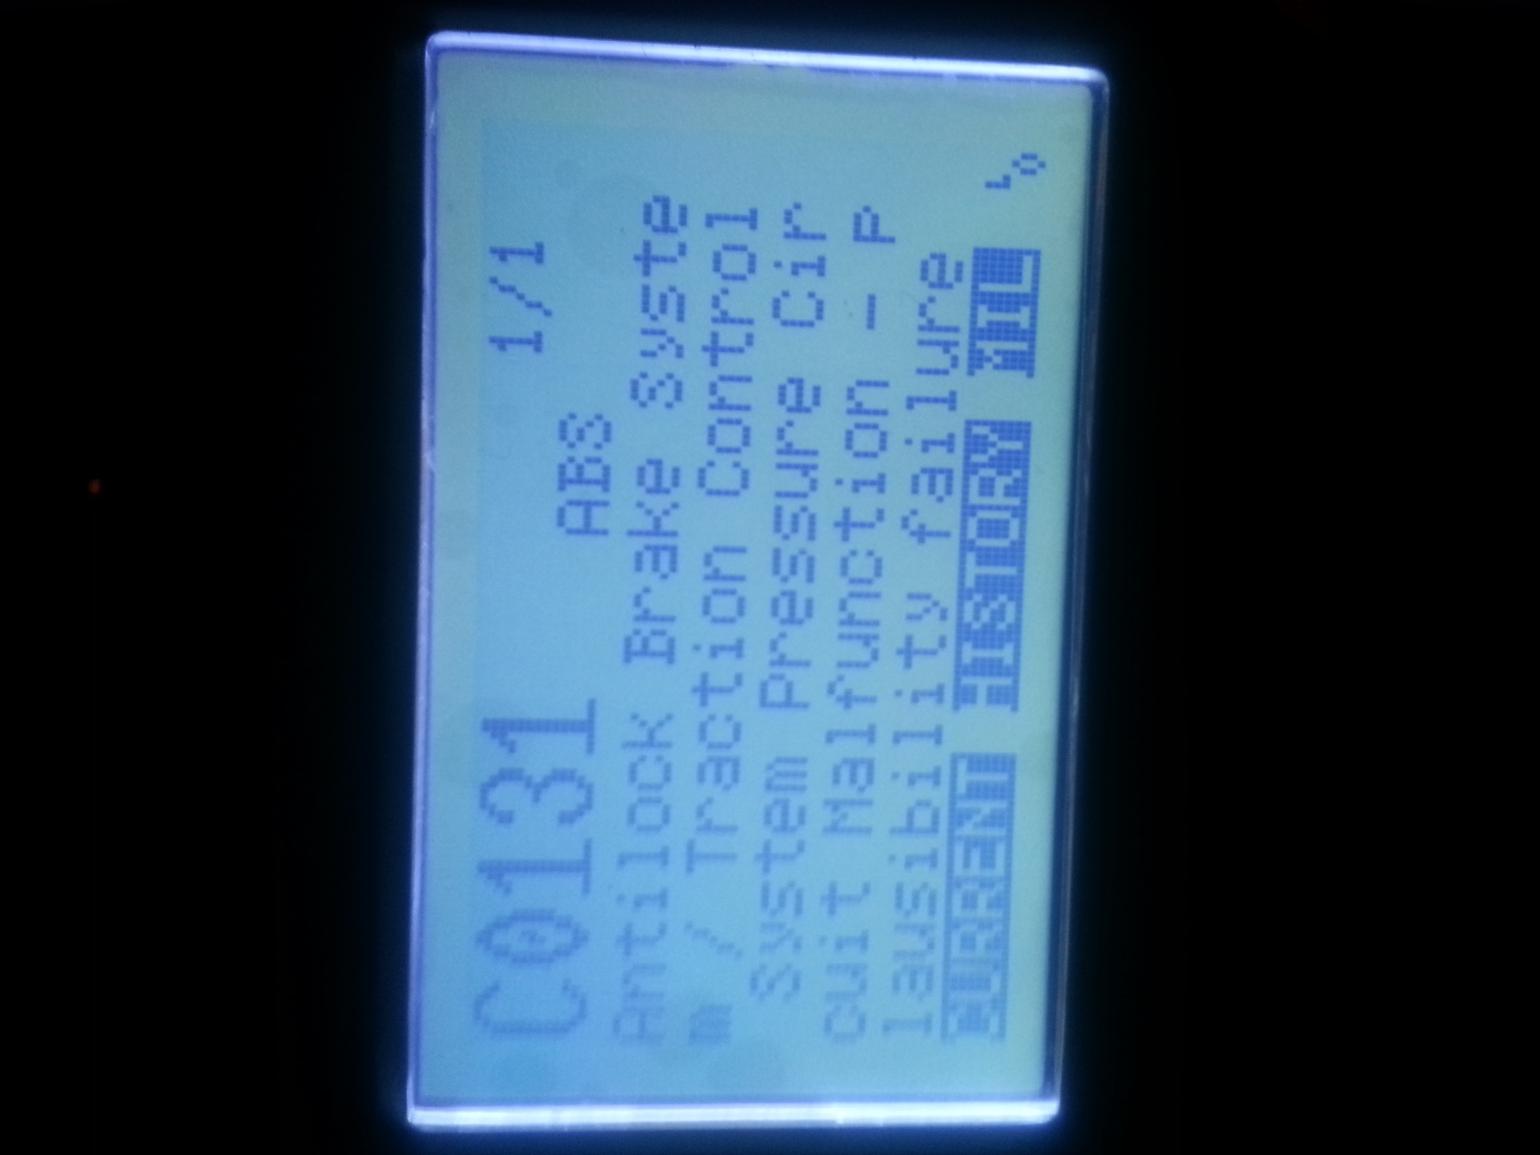 C0131 1/1
ABS
Antilock Brake Syste
m / Traction Control
System Pressure Cir
cuit Malfunction - P
lausibility failure
CURRENT HISTORY MIL